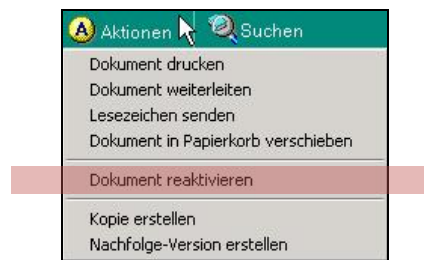 A Aktionen Suchen
Dokument drucken
Dokument weiterleiten
Lesezeichen senden
Dokument in Papierkorb verschieben
Dokument reaktivieren
Kopie erstellen
Nachfolge-Version erstellen